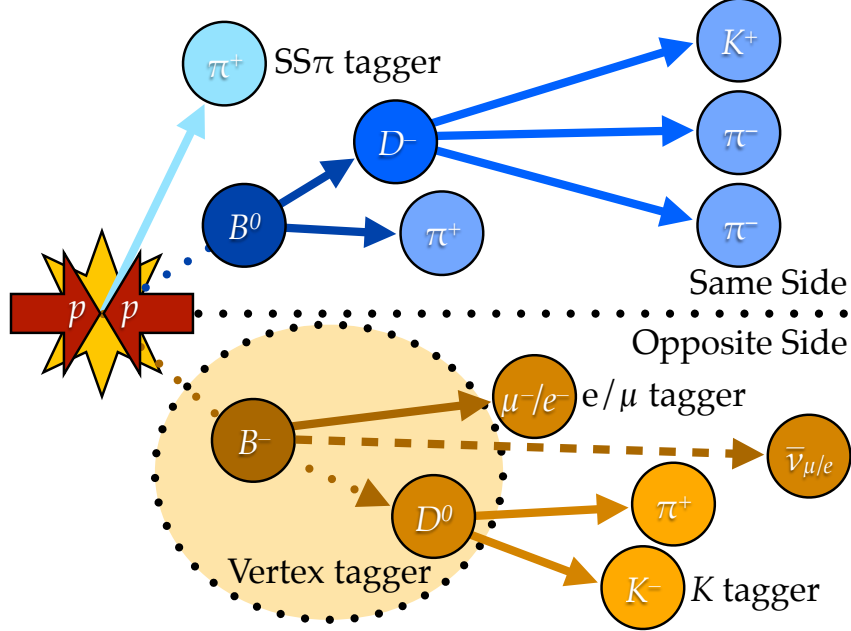 π⁺ SSπ tagger
K⁺
D⁻
π⁻
B⁰
π⁺
π⁻
Same Side
p p
Opposite Side
μ⁻/e⁻ e/μ tagger
B⁻
ν̅μ/e
D⁰
π⁺
Vertex tagger
K⁻ K tagger